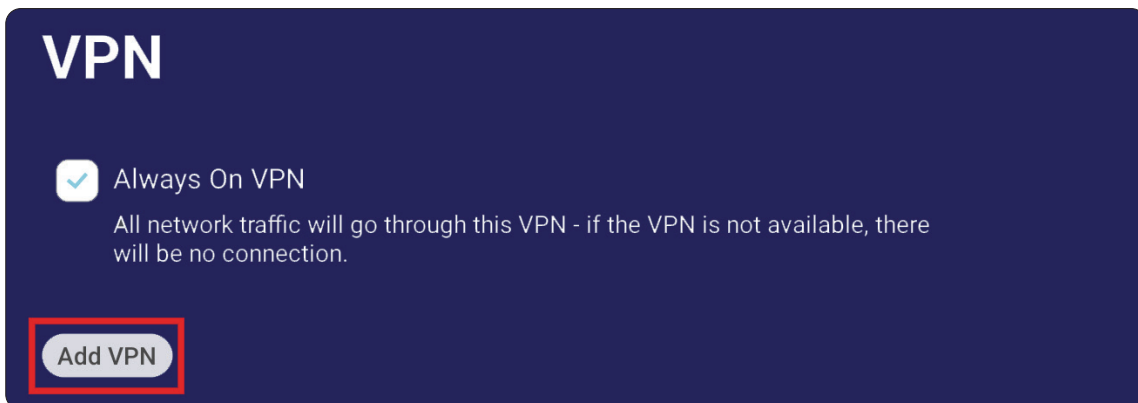 VPN
Always On VPN
All network traffic will go through this VPN - if the VPN is not available, there
will be no connection.
Add VPN